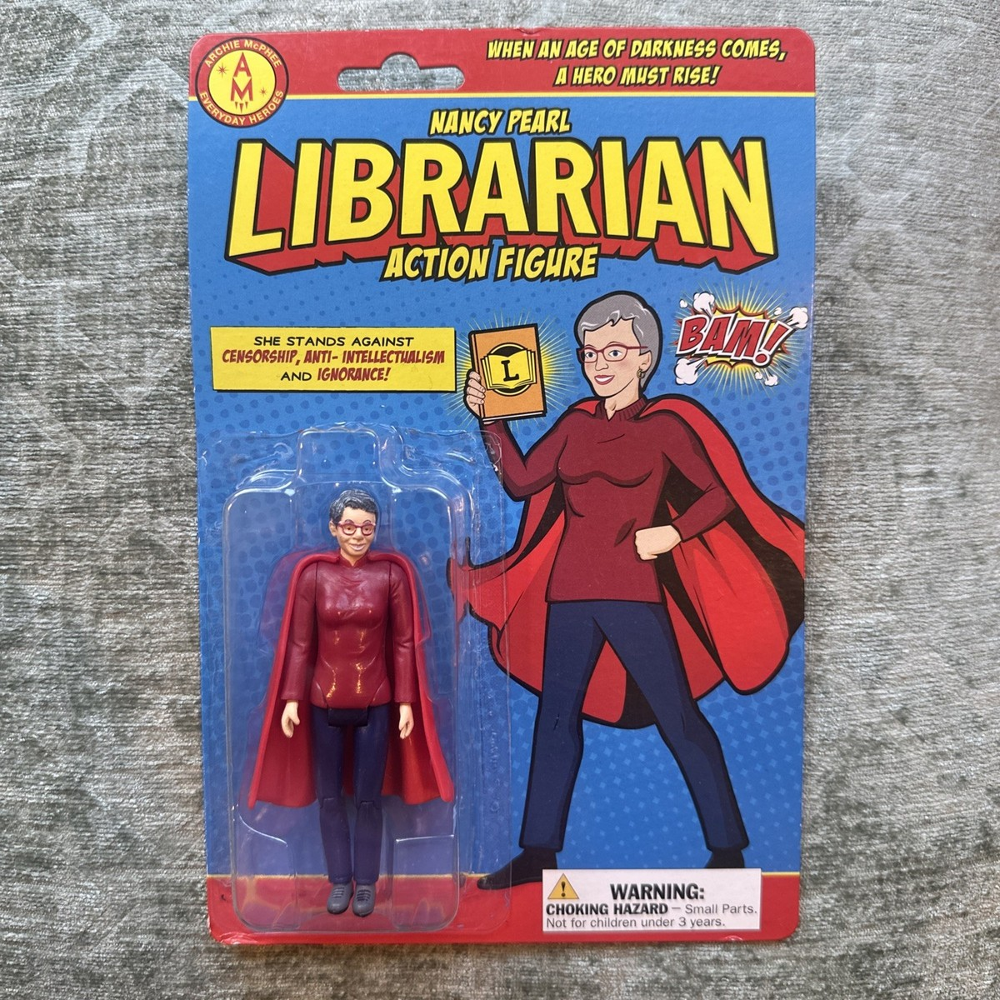 ARCHIE McPHEE
AM
EVERYDAY HEROES
WHEN AN AGE OF DARKNESS COMES,
A HERO MUST RISE!
NANCY PEARL
LIBRARIAN
ACTION FIGURE
BAM!
SHE STANDS AGAINST
CENSORSHIP, ANTI- INTELLECTUALISM
AND IGNORANCE!
L
WARNING:
CHOKING HAZARD — Small Parts.
Not for children under 3 years.